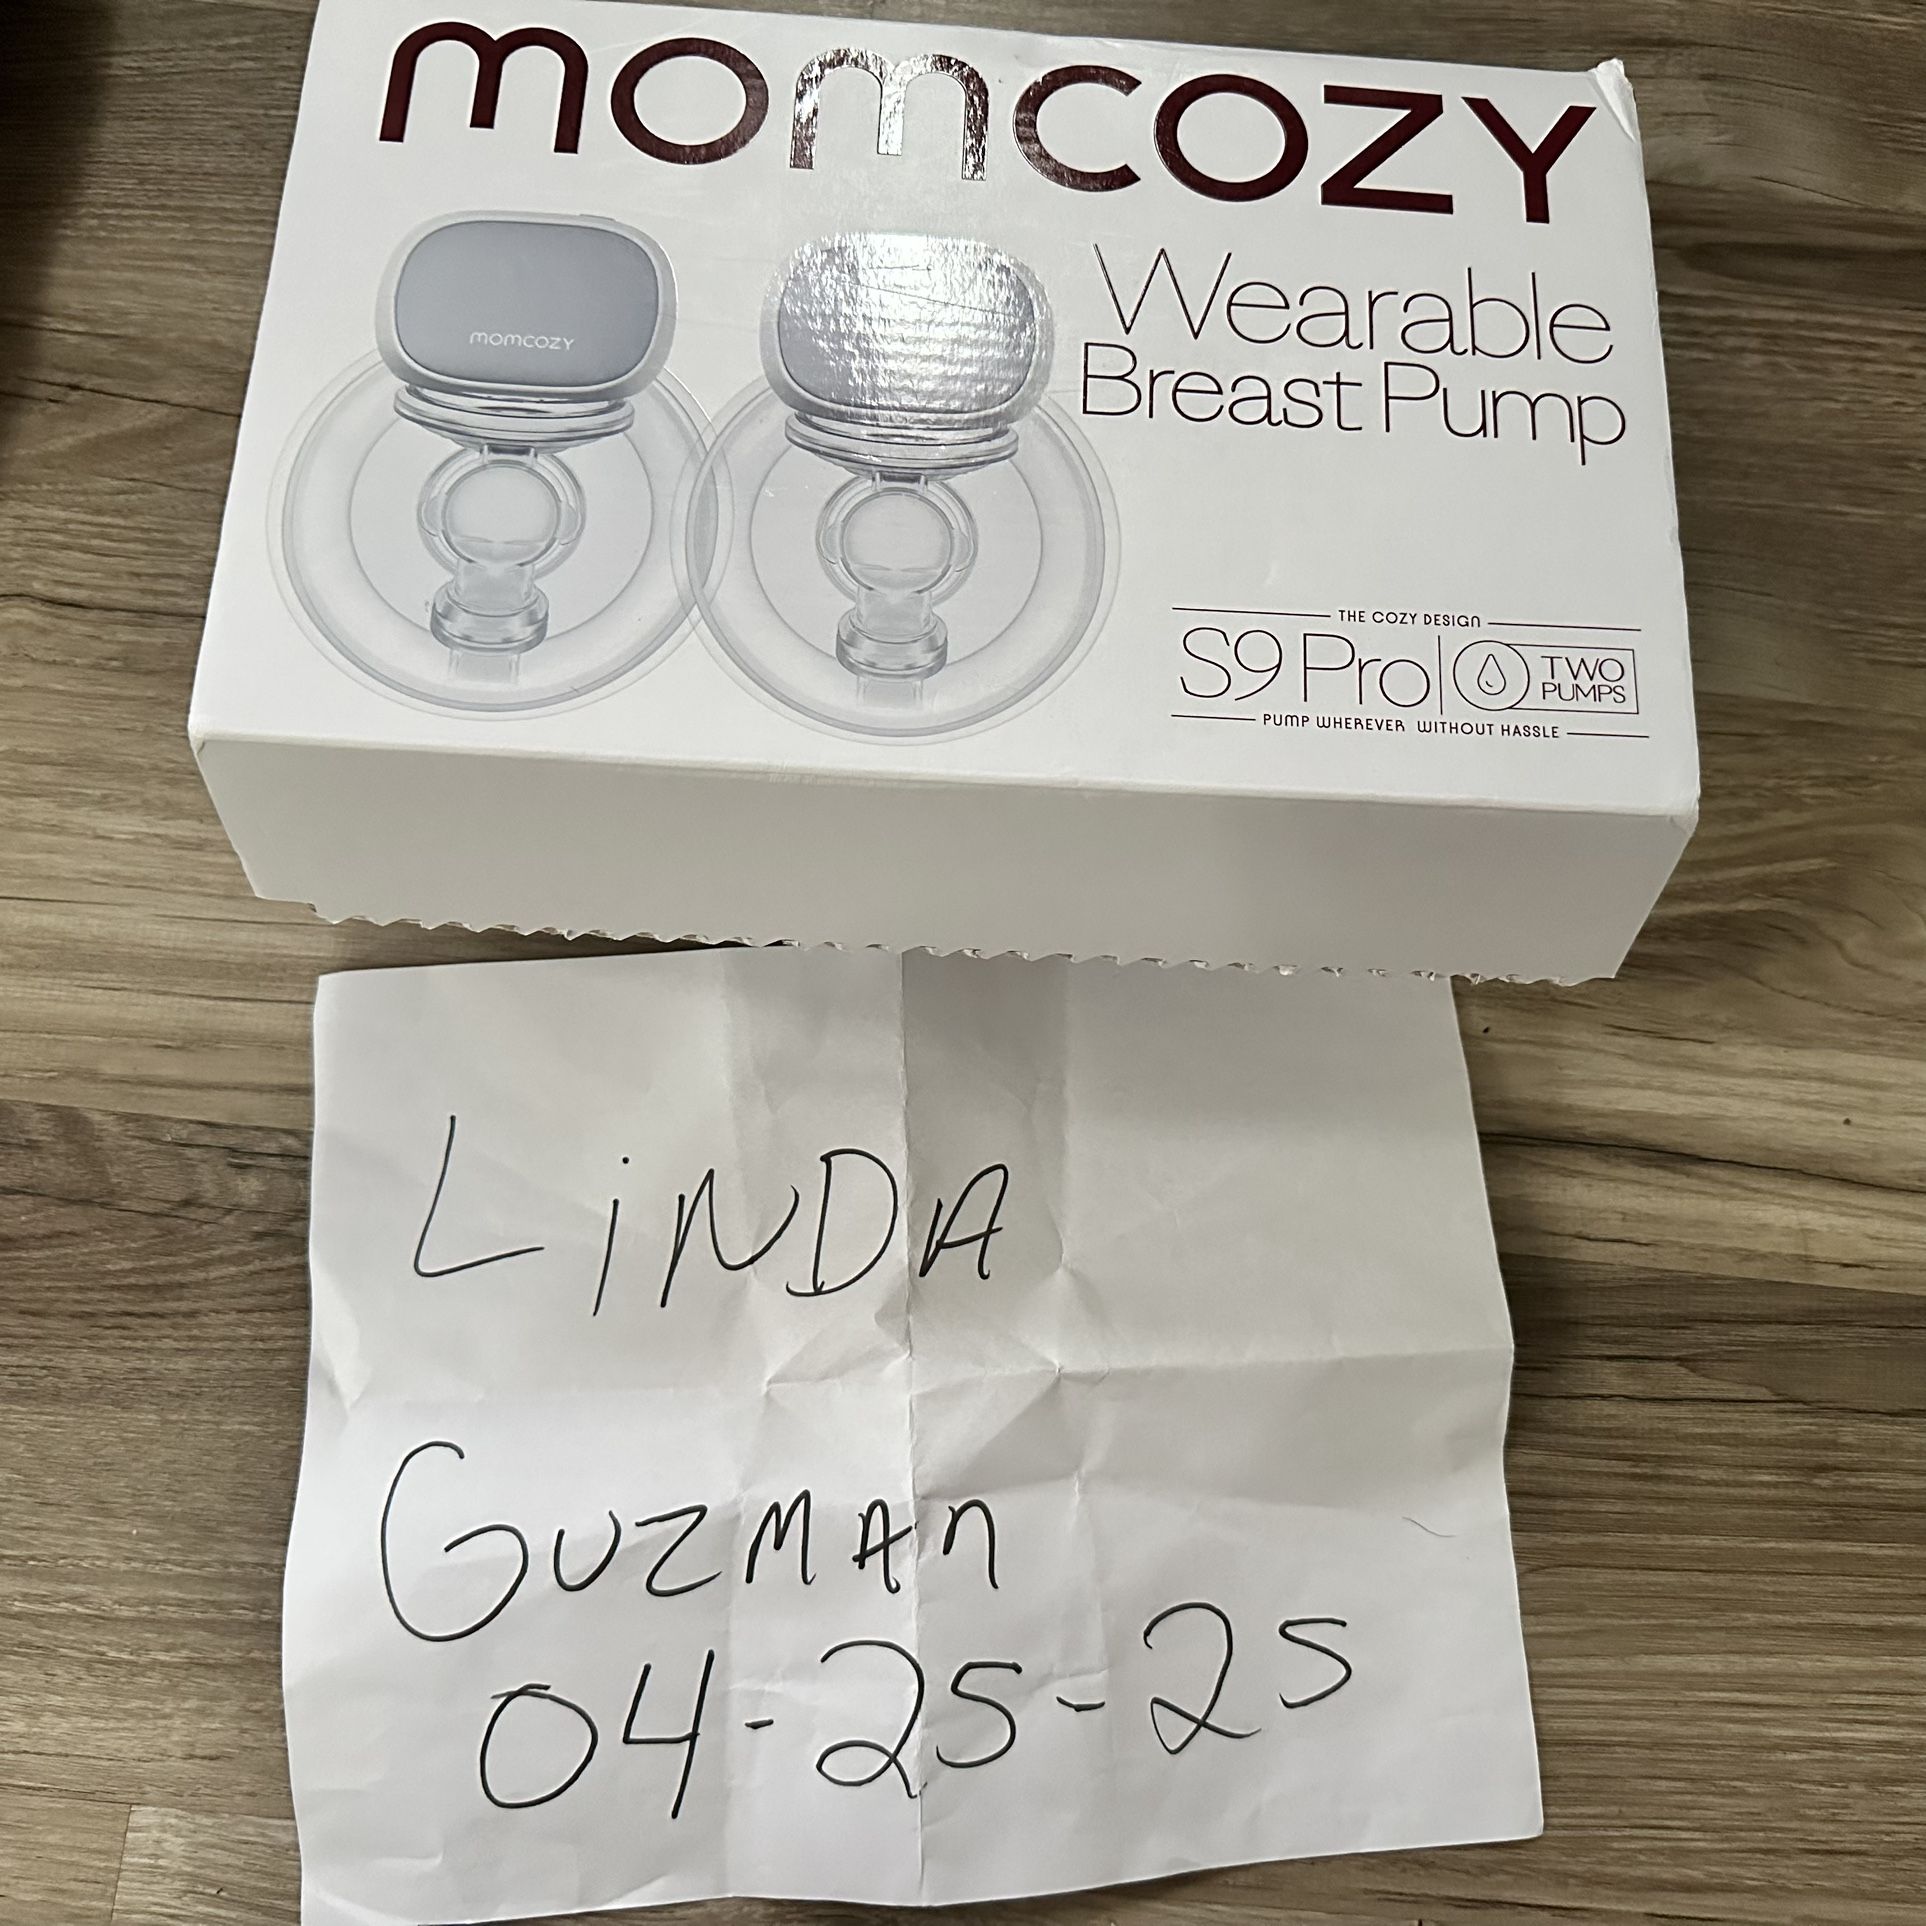 momcozy
momcozy
Wearable
Breast Pump
THE COZY DESIGN
S9 Pro
TWO
PUMPS
PUMP WHEREVER WITHOUT HASSLE
LiNDA
GUZMAn
04-25-25